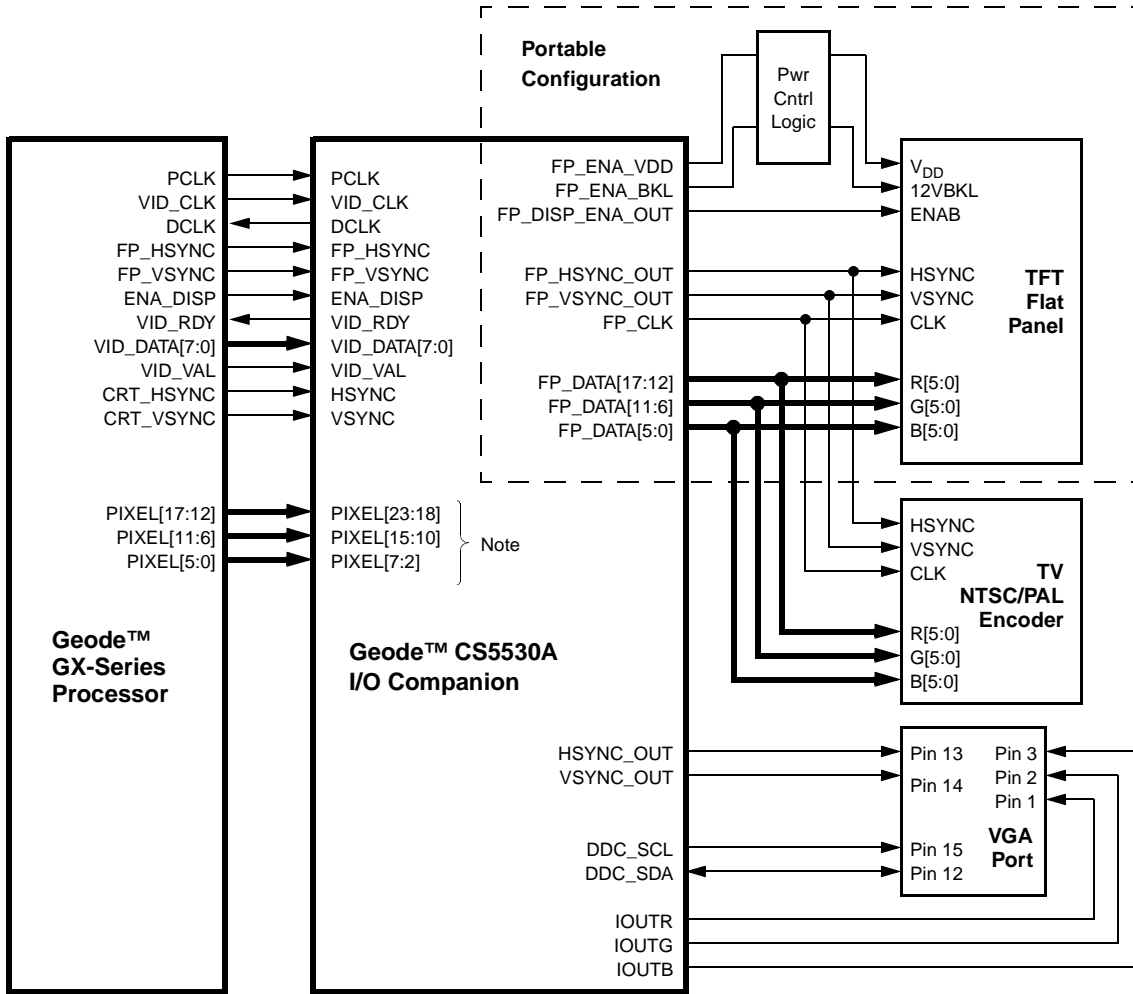 Portable
Configuration
Pwr
Cntrl
Logic
PCLK
VID_CLK
DCLK
FP_HSYNC
FP_VSYNC
ENA_DISP
VID_RDY
VID_DATA[7:0]
VID_VAL
CRT_HSYNC
CRT_VSYNC
PIXEL[17:12]
PIXEL[11:6]
PIXEL[5:0]
Geode™
GX-Series
Processor
PCLK
VID_CLK
DCLK
FP_HSYNC
FP_VSYNC
ENA_DISP
VID_RDY
VID_DATA[7:0]
VID_VAL
HSYNC
VSYNC
PIXEL[23:18]
PIXEL[15:10]
PIXEL[7:2]
Note
Geode™ CS5530A
I/O Companion
FP_ENA_VDD
FP_ENA_BKL
FP_DISP_ENA_OUT
FP_HSYNC_OUT
FP_VSYNC_OUT
FP_CLK
FP_DATA[17:12]
FP_DATA[11:6]
FP_DATA[5:0]
HSYNC_OUT
VSYNC_OUT
DDC_SCL
DDC_SDA
IOUTR
IOUTG
IOUTB
VDD
12VBKL
ENAB
HSYNC
VSYNC
CLK
R[5:0]
G[5:0]
B[5:0]
TFT
Flat
Panel
HSYNC
VSYNC
CLK
R[5:0]
G[5:0]
B[5:0]
TV
NTSC/PAL
Encoder
Pin 13
Pin 14
Pin 15
Pin 12
Pin 3
Pin 2
Pin 1
VGA
Port